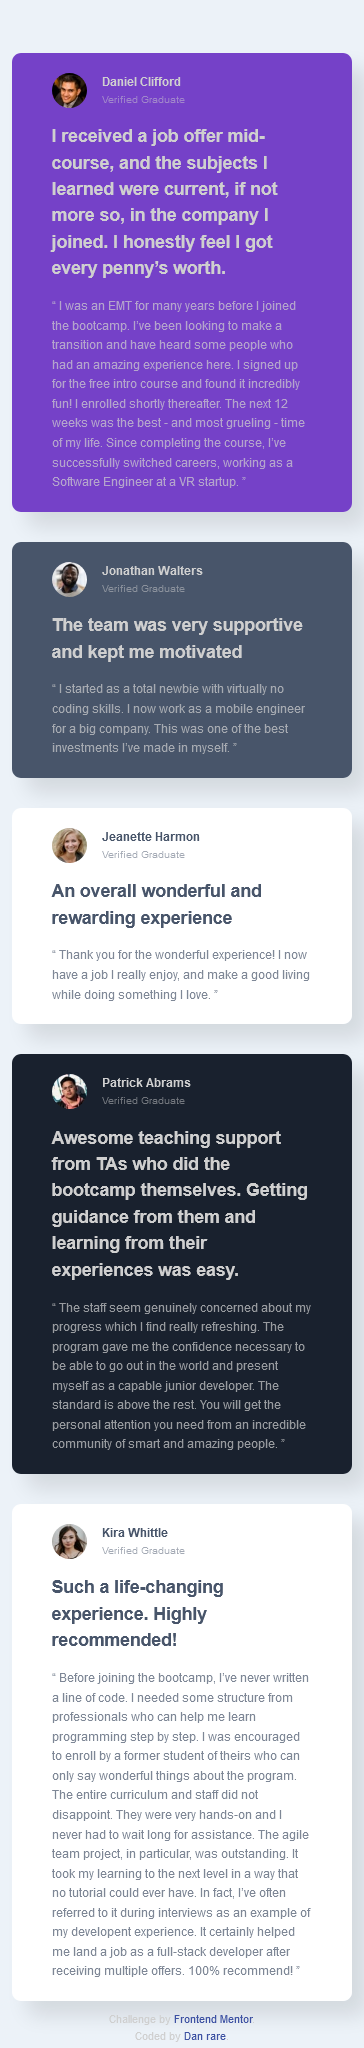 Daniel Clifford
Verified Graduate
I received a job offer mid-
course, and the subjects I
learned were current, if not
more so, in the company I
joined. I honestly feel I got
every penny’s worth.
“ I was an EMT for many years before I joined
the bootcamp. I’ve been looking to make a
transition and have heard some people who
had an amazing experience here. I signed up
for the free intro course and found it incredibly
fun! I enrolled shortly thereafter. The next 12
weeks was the best - and most grueling - time
of my life. Since completing the course, I’ve
successfully switched careers, working as a
Software Engineer at a VR startup. ”
Jonathan Walters
Verified Graduate
The team was very supportive
and kept me motivated
“ I started as a total newbie with virtually no
coding skills. I now work as a mobile engineer
for a big company. This was one of the best
investments I’ve made in myself. ”
Jeanette Harmon
Verified Graduate
An overall wonderful and
rewarding experience
“ Thank you for the wonderful experience! I now
have a job I really enjoy, and make a good living
while doing something I love. ”
Patrick Abrams
Verified Graduate
Awesome teaching support
from TAs who did the
bootcamp themselves. Getting
guidance from them and
learning from their
experiences was easy.
“ The staff seem genuinely concerned about my
progress which I find really refreshing. The
program gave me the confidence necessary to
be able to go out in the world and present
myself as a capable junior developer. The
standard is above the rest. You will get the
personal attention you need from an incredible
community of smart and amazing people. ”
Kira Whittle
Verified Graduate
Such a life-changing
experience. Highly
recommended!
“ Before joining the bootcamp, I’ve never written
a line of code. I needed some structure from
professionals who can help me learn
programming step by step. I was encouraged
to enroll by a former student of theirs who can
only say wonderful things about the program.
The entire curriculum and staff did not
disappoint. They were very hands-on and I
never had to wait long for assistance. The agile
team project, in particular, was outstanding. It
took my learning to the next level in a way that
no tutorial could ever have. In fact, I’ve often
referred to it during interviews as an example of
my developent experience. It certainly helped
me land a job as a full-stack developer after
receiving multiple offers. 100% recommend! ”
Challenge by Frontend Mentor
Coded by Dan rare